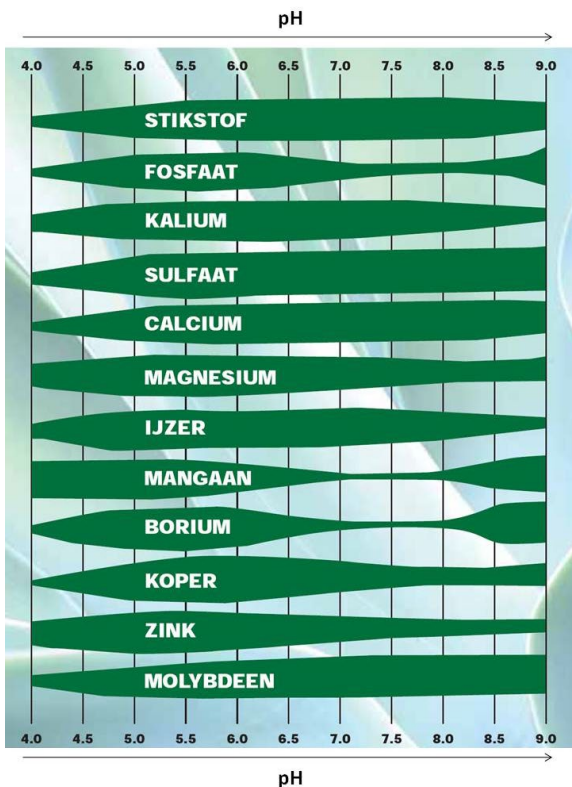 pH
4.0 4.5 5.0 5.5 6.0 6.5 7.0 7.5 8.0 8.5 9.0
STIKSTOF
FOSFAAT
KALIUM
SULFAAT
CALCIUM
MAGNESIUM
IJZER
MANGAAN
BORIUM
KOPER
ZINK
MOLYBDEEN
4.0 4.5 5.0 5.5 6.0 6.5 7.0 7.5 8.0 8.5 9.0
pH